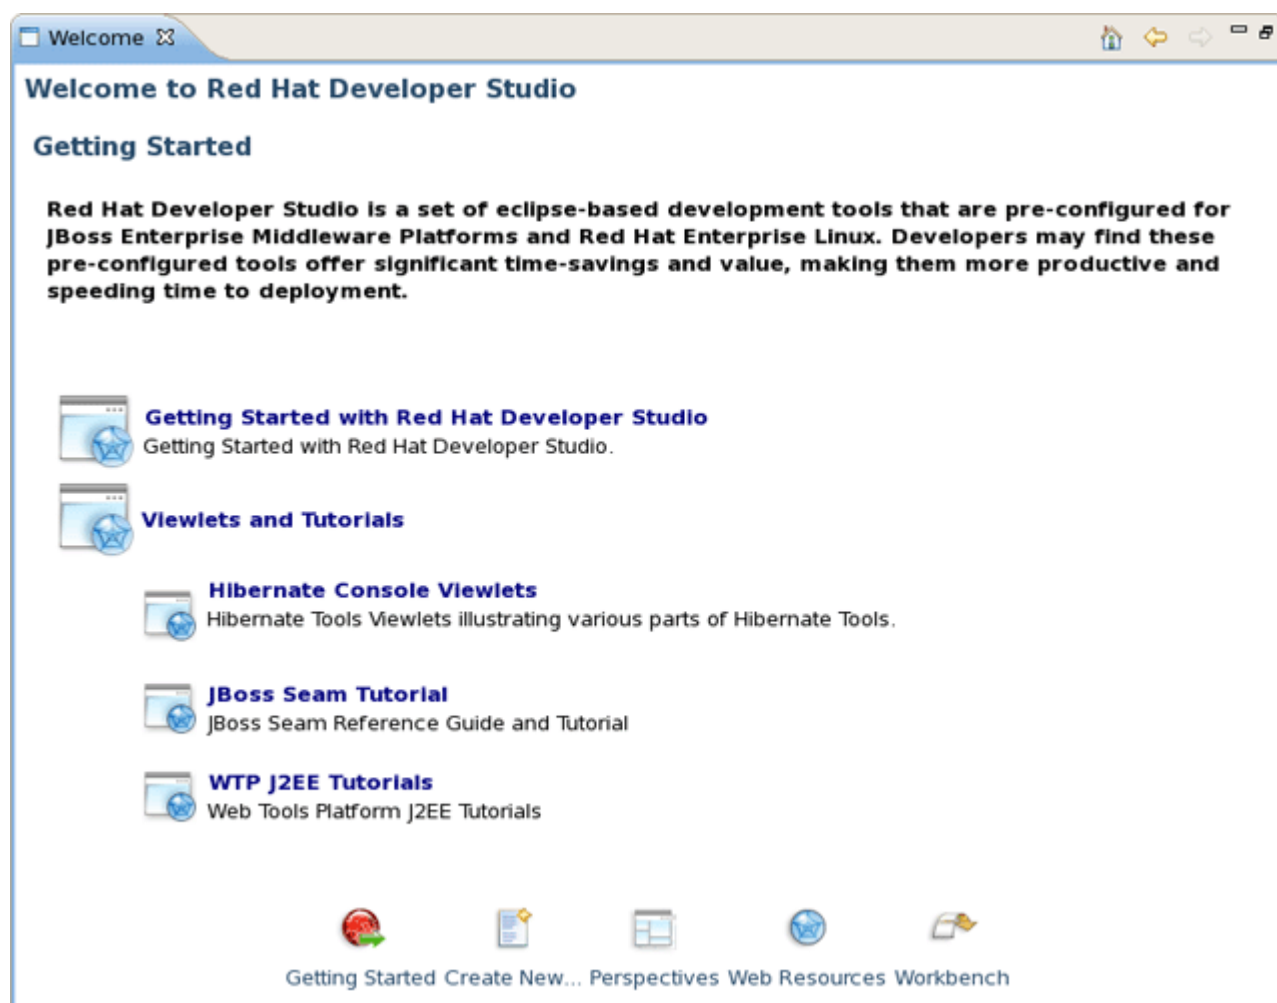 Welcome
Welcome to Red Hat Developer Studio
Getting Started
Red Hat Developer Studio is a set of eclipse-based development tools that are pre-configured for
JBoss Enterprise Middleware Platforms and Red Hat Enterprise Linux. Developers may find these
pre-configured tools offer significant time-savings and value, making them more productive and
speeding time to deployment.
Getting Started with Red Hat Developer Studio
Getting Started with Red Hat Developer Studio.
Viewlets and Tutorials
Hibernate Console Viewlets
Hibernate Tools Viewlets illustrating various parts of Hibernate Tools.
JBoss Seam Tutorial
JBoss Seam Reference Guide and Tutorial
WTP J2EE Tutorials
Web Tools Platform J2EE Tutorials
Getting Started Create New... Perspectives Web Resources Workbench